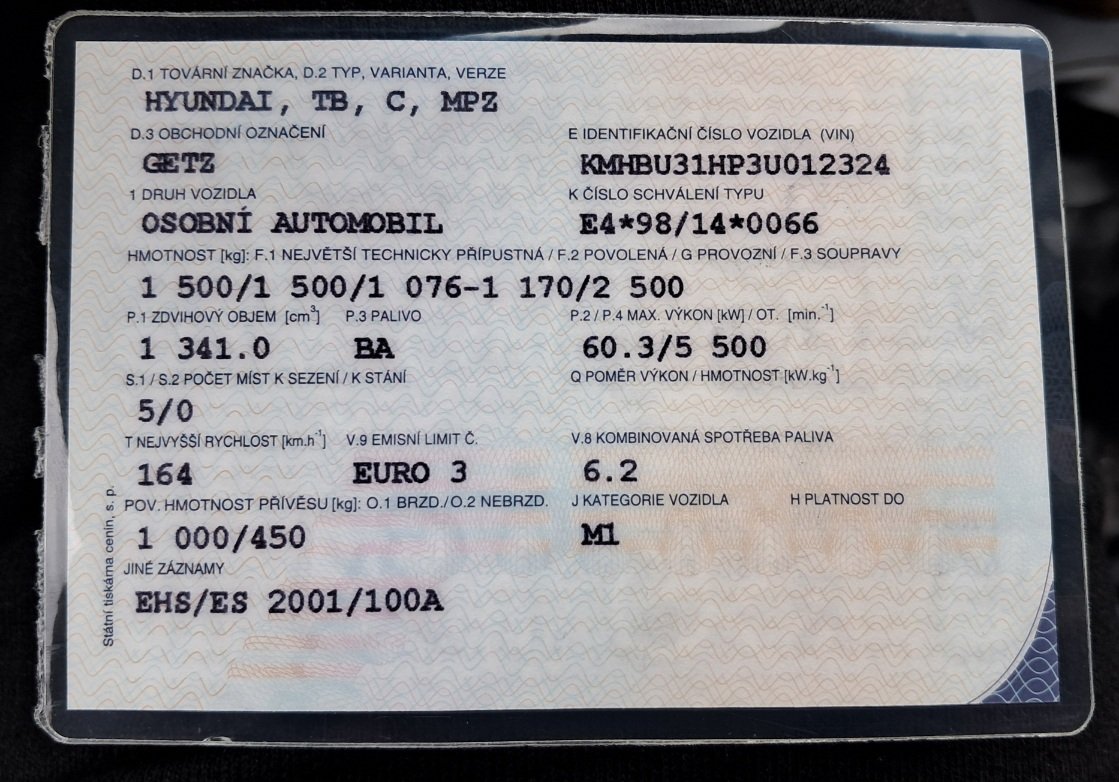 D.1 TOVÁRNÍ ZNAČKA, D.2 TYP, VARIANTA, VERZE
HYUNDAI, TB, C, MPZ
D.3 OBCHODNÍ OZNAČENÍ
E IDENTIFIKAČNÍ ČÍSLO VOZIDLA (VIN)
GETZ
KMHBU31HP3U012324
1 DRUH VOZIDLA
K ČÍSLO SCHVÁLENÍ TYPU
OSOBNÍ AUTOMOBIL
E4*98/14*0066
HMOTNOST [kg]: F.1 NEJVĚTŠÍ TECHNICKY PŘÍPUSTNÁ / F.2 POVOLENÁ / G PROVOZNÍ / F.3 SOUPRAVY
1 500/1 500/1 076-1 170/2 500
P.1 ZDVIHOVÝ OBJEM [cm³]
P.3 PALIVO
P.2 / P.4 MAX. VÝKON [kW] / OT. [min.⁻¹]
1 341.0
BA
60.3/5 500
S.1 / S.2 POČET MÍST K SEZENÍ / K STÁNÍ
Q POMĚR VÝKON / HMOTNOST [kW.kg⁻¹]
5/0
T NEJVYŠŠÍ RYCHLOST [km.h⁻¹]
V.9 EMISNÍ LIMIT Č.
V.8 KOMBINOVANÁ SPOTŘEBA PALIVA
164
EURO 3
6.2
POV. HMOTNOST PŘÍVĚSU [kg]: O.1 BRZD./O.2 NEBRZD.
J KATEGORIE VOZIDLA
H PLATNOST DO
1 000/450
M1
JINÉ ZÁZNAMY
EHS/ES 2001/100A
Státní tiskárna cenin, s. p.